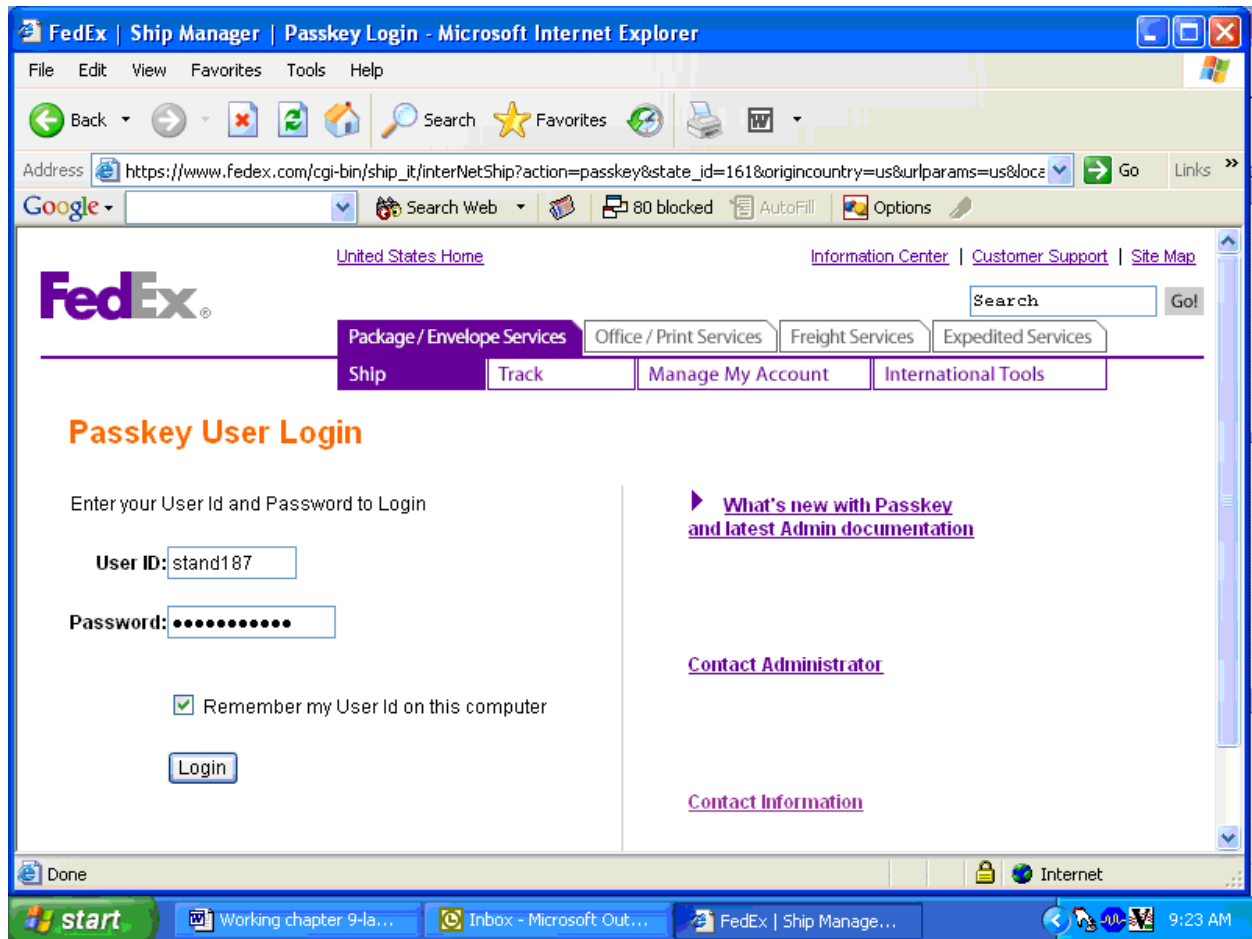 FedEx | Ship Manager | Passkey Login - Microsoft Internet Explorer
File Edit View Favorites Tools Help
Back Search Favorites
Address https://www.fedex.com/cgi-bin/ship_it/interNetShip?action=passkey&state_id=161&origincountry=us&urlparams=us&loca Go Links »
Google Search Web 80 blocked AutoFill Options
United States Home Information Center | Customer Support | Site Map
FedEx® Search Go!
Package / Envelope Services Office / Print Services Freight Services Expedited Services
Ship Track Manage My Account International Tools
Passkey User Login
Enter your User Id and Password to Login
User ID: stand187
Password: •••••••••••
Remember my User Id on this computer
Login
What's new with Passkey
and latest Admin documentation
Contact Administrator
Contact Information
Done Internet
start Working chapter 9-la... Inbox - Microsoft Out... FedEx | Ship Manage... 9:23 AM